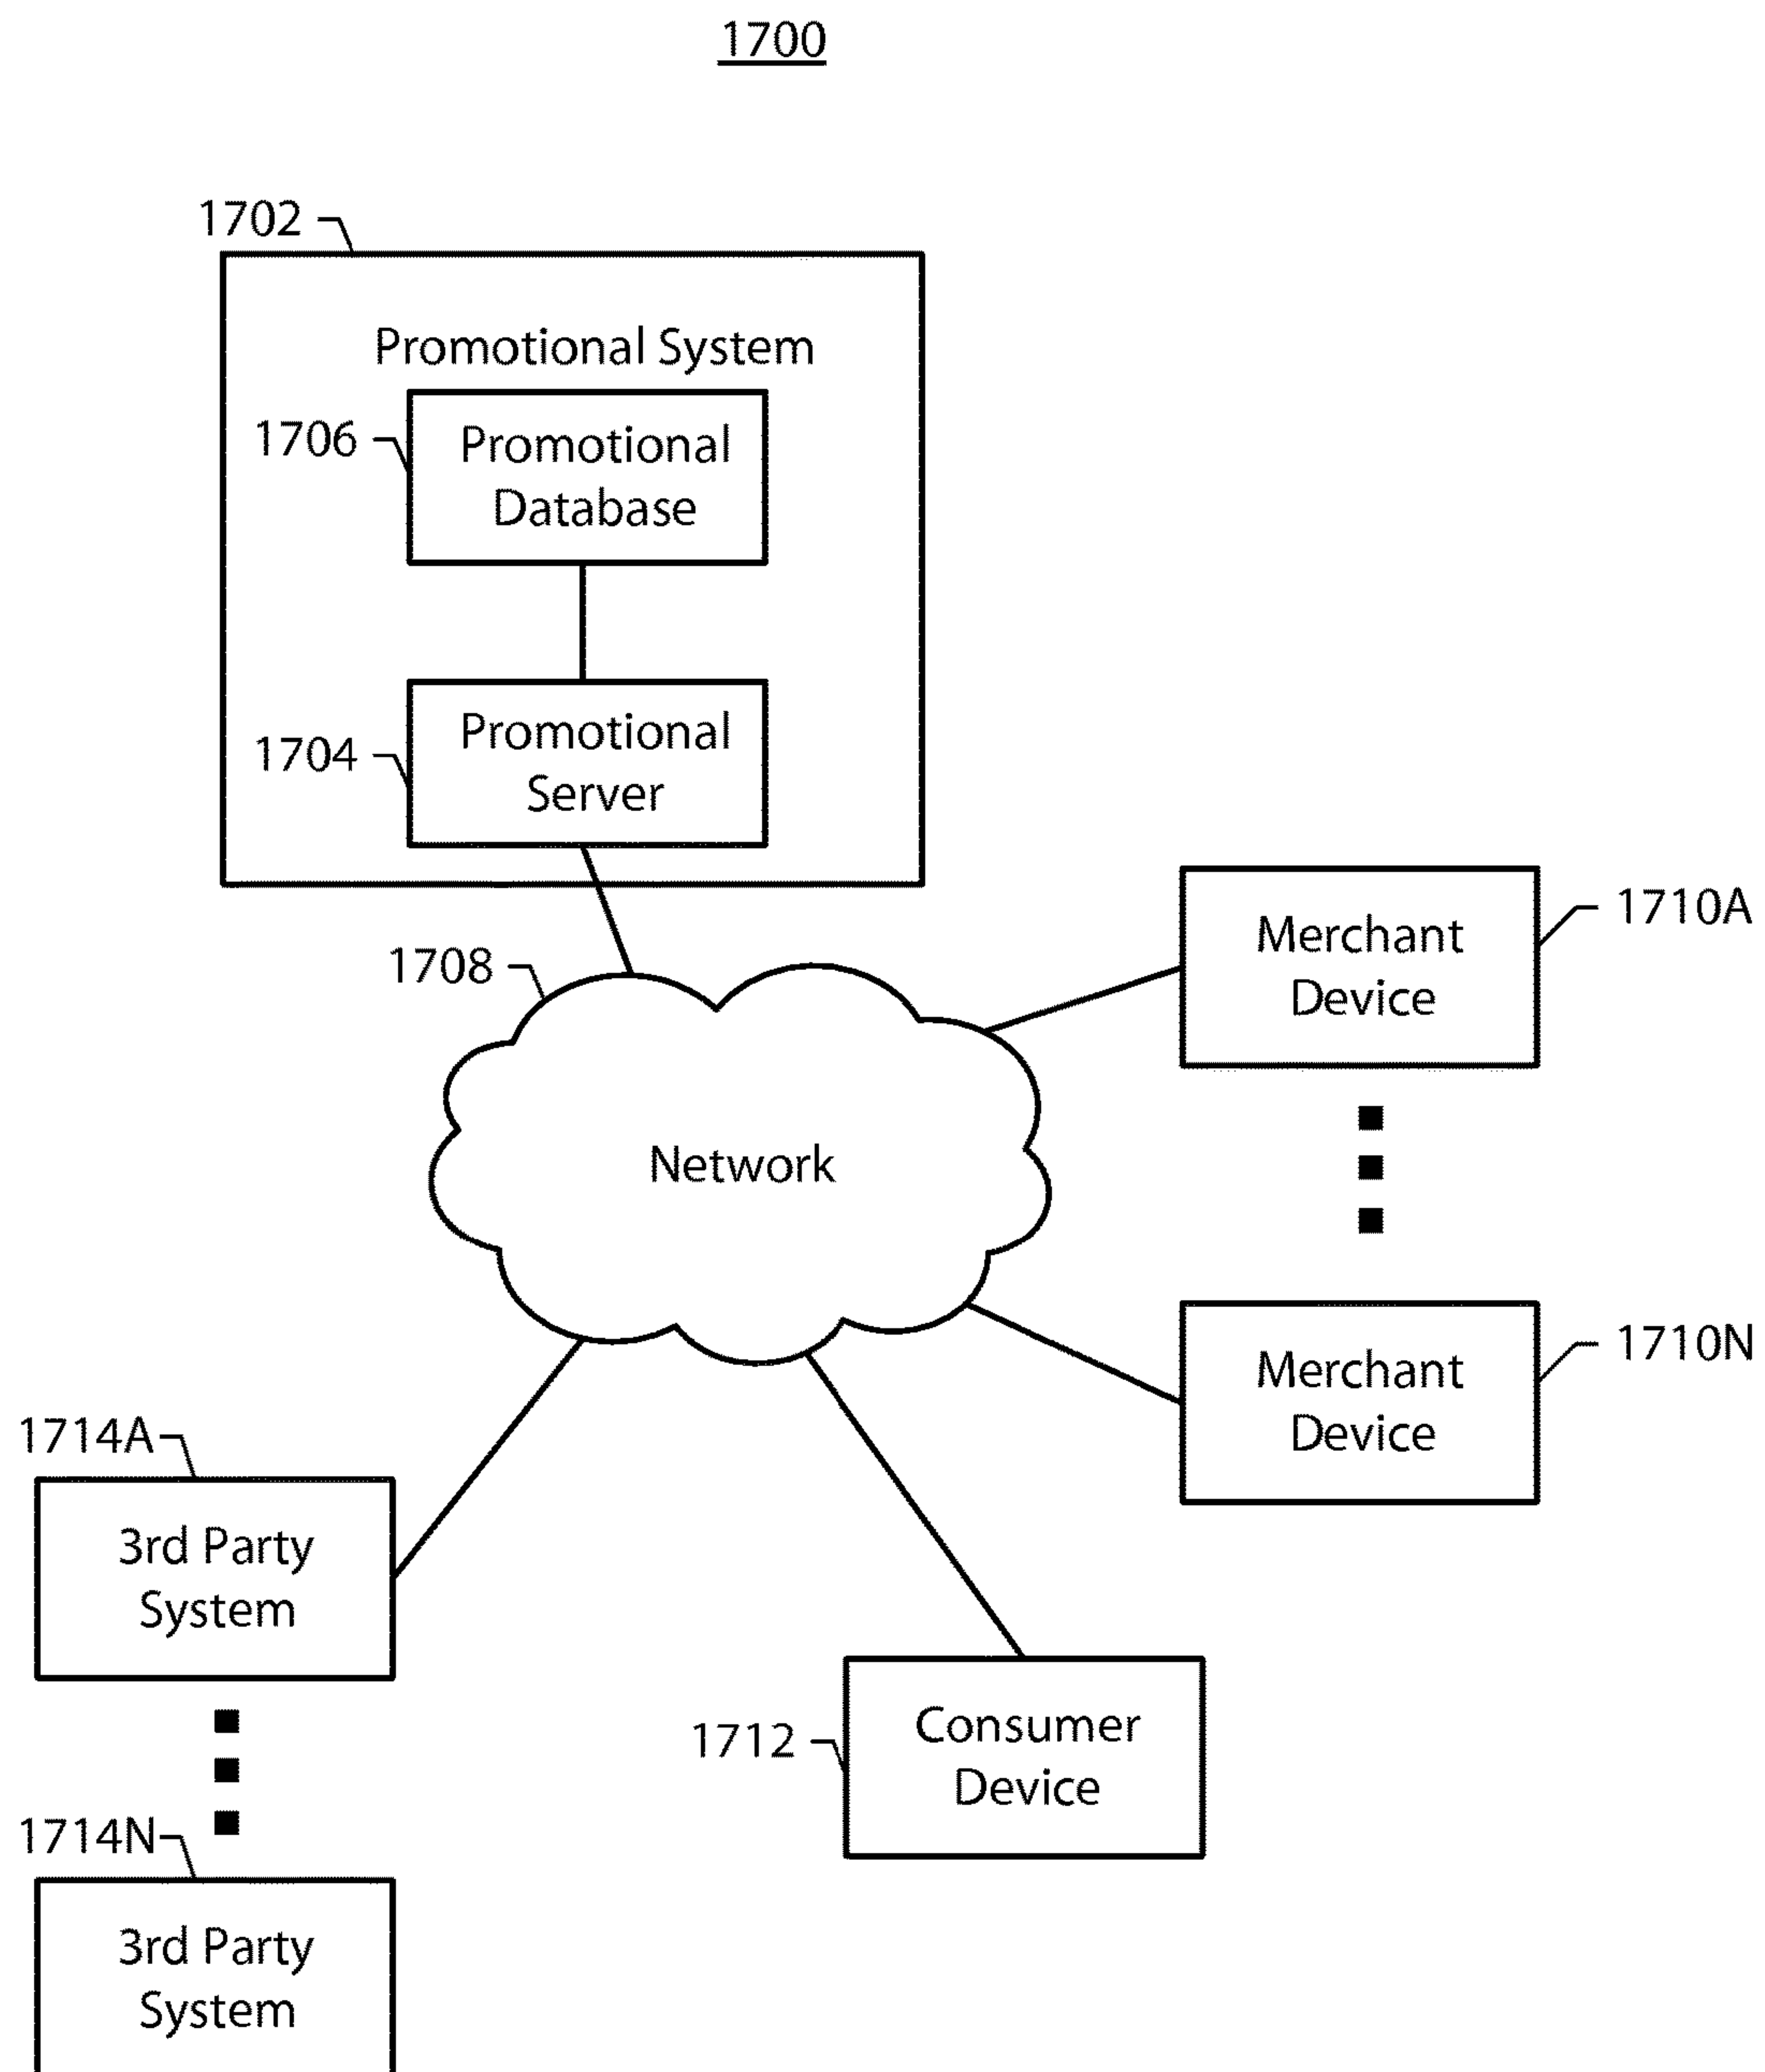 1700
1702
Promotional System
1706
Promotional
Database
1704
Promotional
Server
1710A
Merchant
Device
1708
Network
1710N
Merchant
Device
1714A
3rd Party
System
1712
Consumer
Device
1714N
3rd Party
System